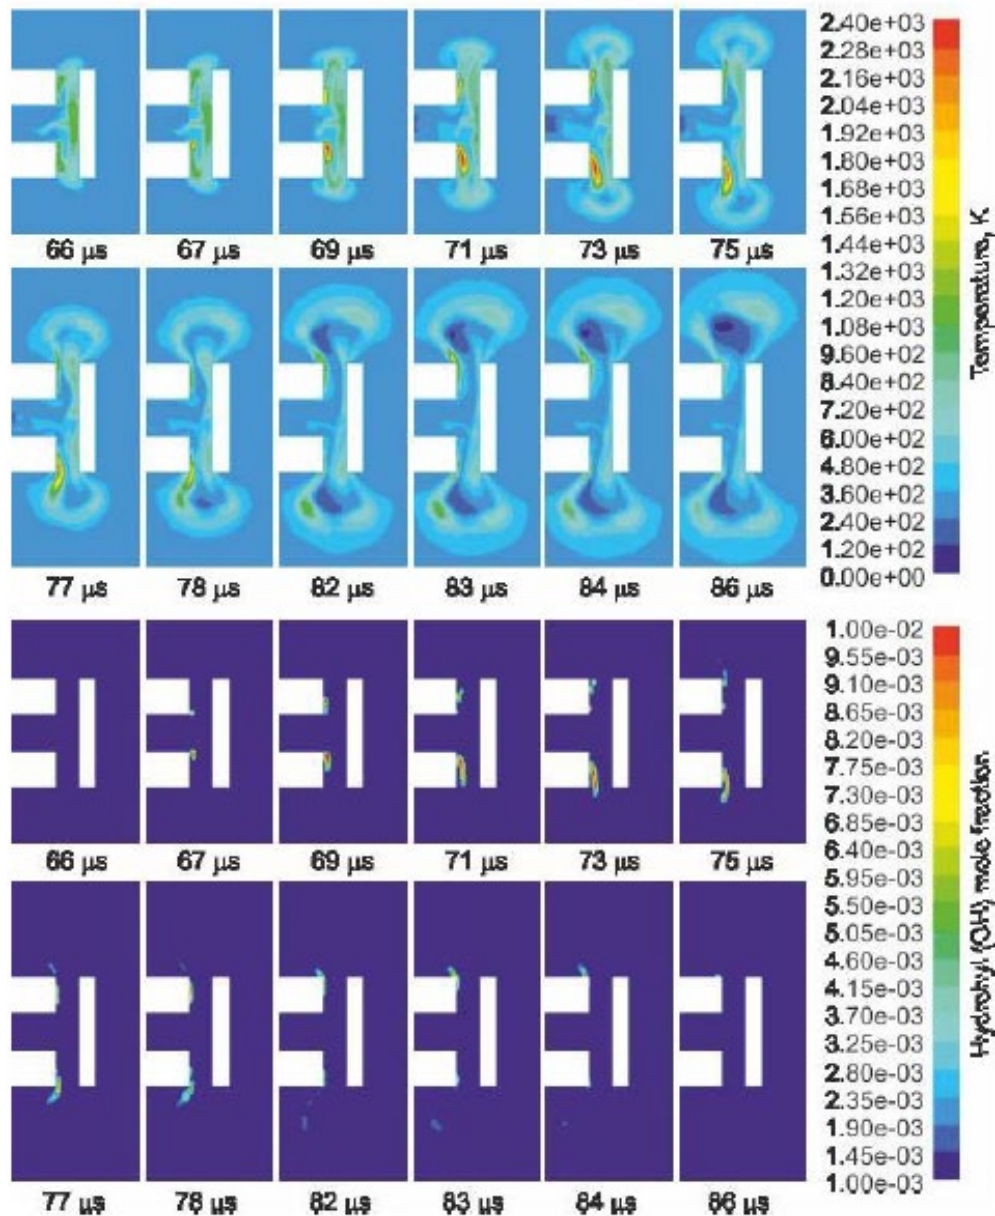 2.40e+03
2.28e+03
2.16e+03
2.04e+03
1.92e+03
1.80e+03
1.68e+03
1.56e+03
1.44e+03
1.32e+03
1.20e+03
1.08e+03
9.60e+02
8.40e+02
7.20e+02
6.00e+02
4.80e+02
3.60e+02
2.40e+02
1.20e+02
0.00e+00
Temperature, K
66 µs 67 µs 69 µs 71 µs 73 µs 75 µs
77 µs 78 µs 82 µs 83 µs 84 µs 86 µs
1.00e-02
9.55e-03
9.10e-03
8.65e-03
8.20e-03
7.75e-03
7.30e-03
6.85e-03
6.40e-03
5.95e-03
5.50e-03
5.05e-03
4.60e-03
4.15e-03
3.70e-03
3.25e-03
2.80e-03
2.35e-03
1.90e-03
1.45e-03
1.00e-03
Hydrohyl (OH) mole fraction
66 µs 67 µs 69 µs 71 µs 73 µs 75 µs
77 µs 78 µs 82 µs 83 µs 84 µs 86 µs